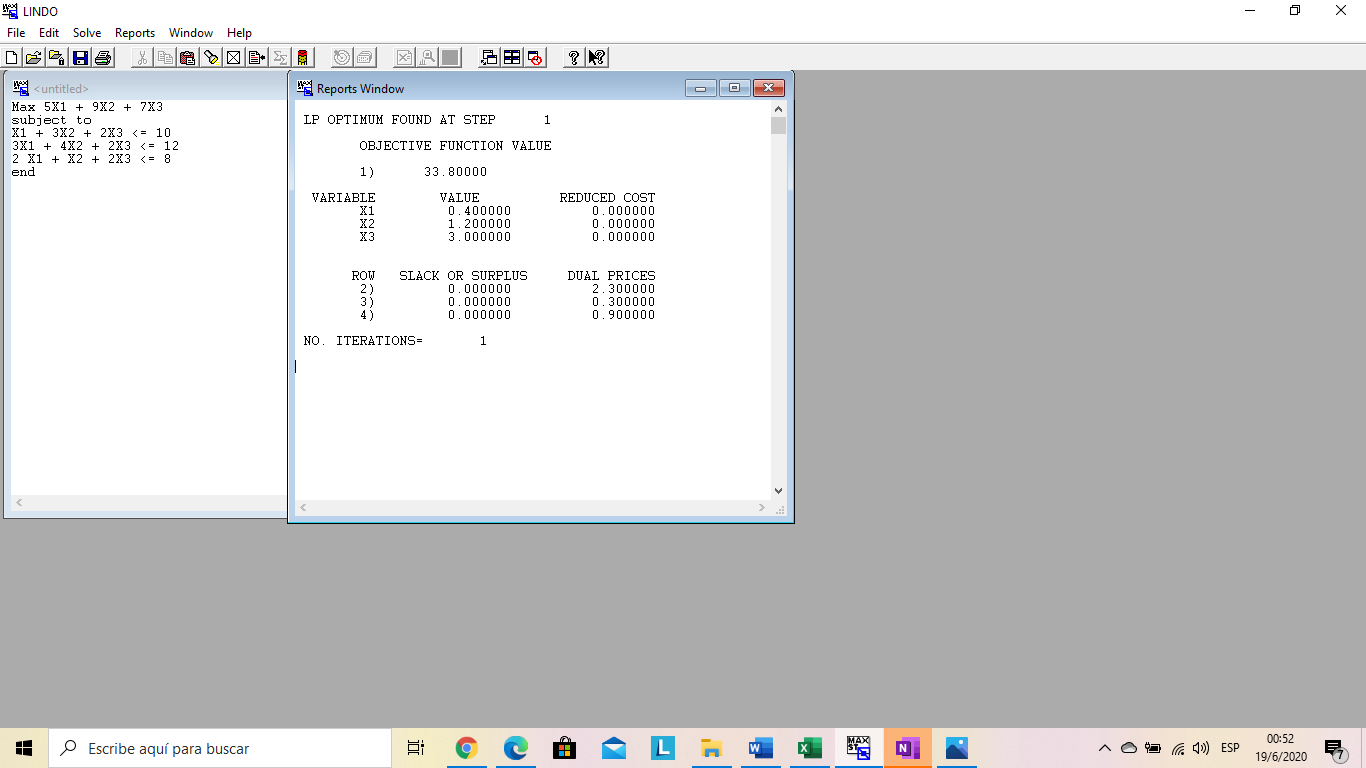 LINDO
File Edit Solve Reports Window Help
<untitled>
Max 5X1 + 9X2 + 7X3
subject to
X1 + 3X2 + 2X3 <= 10
3X1 + 4X2 + 2X3 <= 12
2 X1 + X2 + 2X3 <= 8
end
Reports Window
LP OPTIMUM FOUND AT STEP 1
OBJECTIVE FUNCTION VALUE
1) 33.80000
VARIABLE VALUE REDUCED COST
X1 0.400000 0.000000
X2 1.200000 0.000000
X3 3.000000 0.000000
ROW SLACK OR SURPLUS DUAL PRICES
2) 0.000000 2.300000
3) 0.000000 0.300000
4) 0.000000 0.900000
NO. ITERATIONS= 1
Escribe aquí para buscar
ESP
00:52
19/6/2020
7